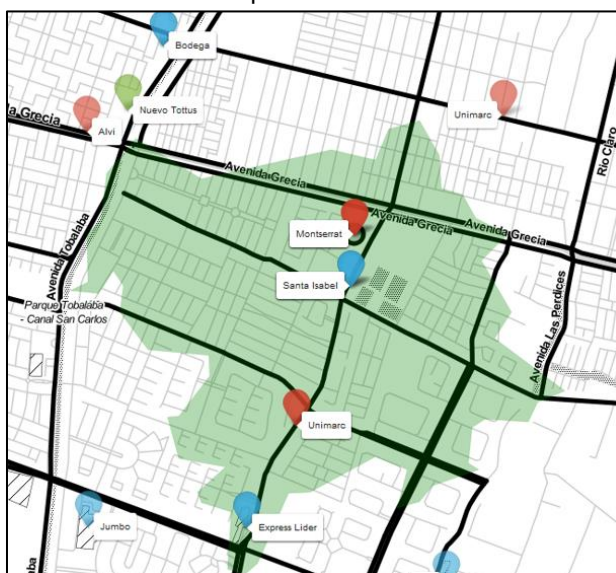 Bodega
Nuevo Tottus
Unimarc
la Grecia
Alvi
Río Claro
Avenida Grecia
Avenida Grecia
Avenida Grecia
Montserrat
Avenida Tobalaba
Santa Isabel
Parque Tobalaba
- Canal San Carlos
Avenida Las Perdices
Unimarc
Jumbo
Express Lider